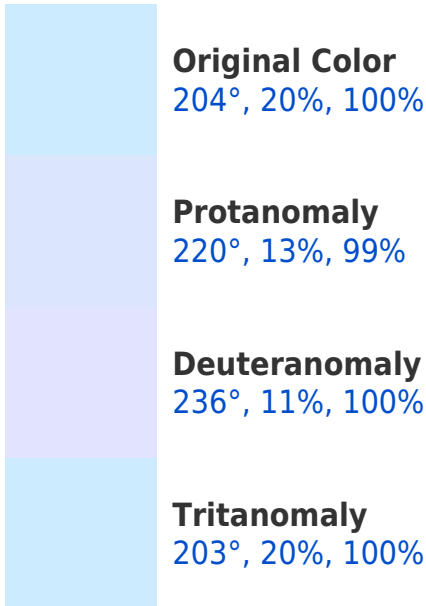 Original Color
204°, 20%, 100%
Protanomaly
220°, 13%, 99%
Deuteranomaly
236°, 11%, 100%
Tritanomaly
203°, 20%, 100%